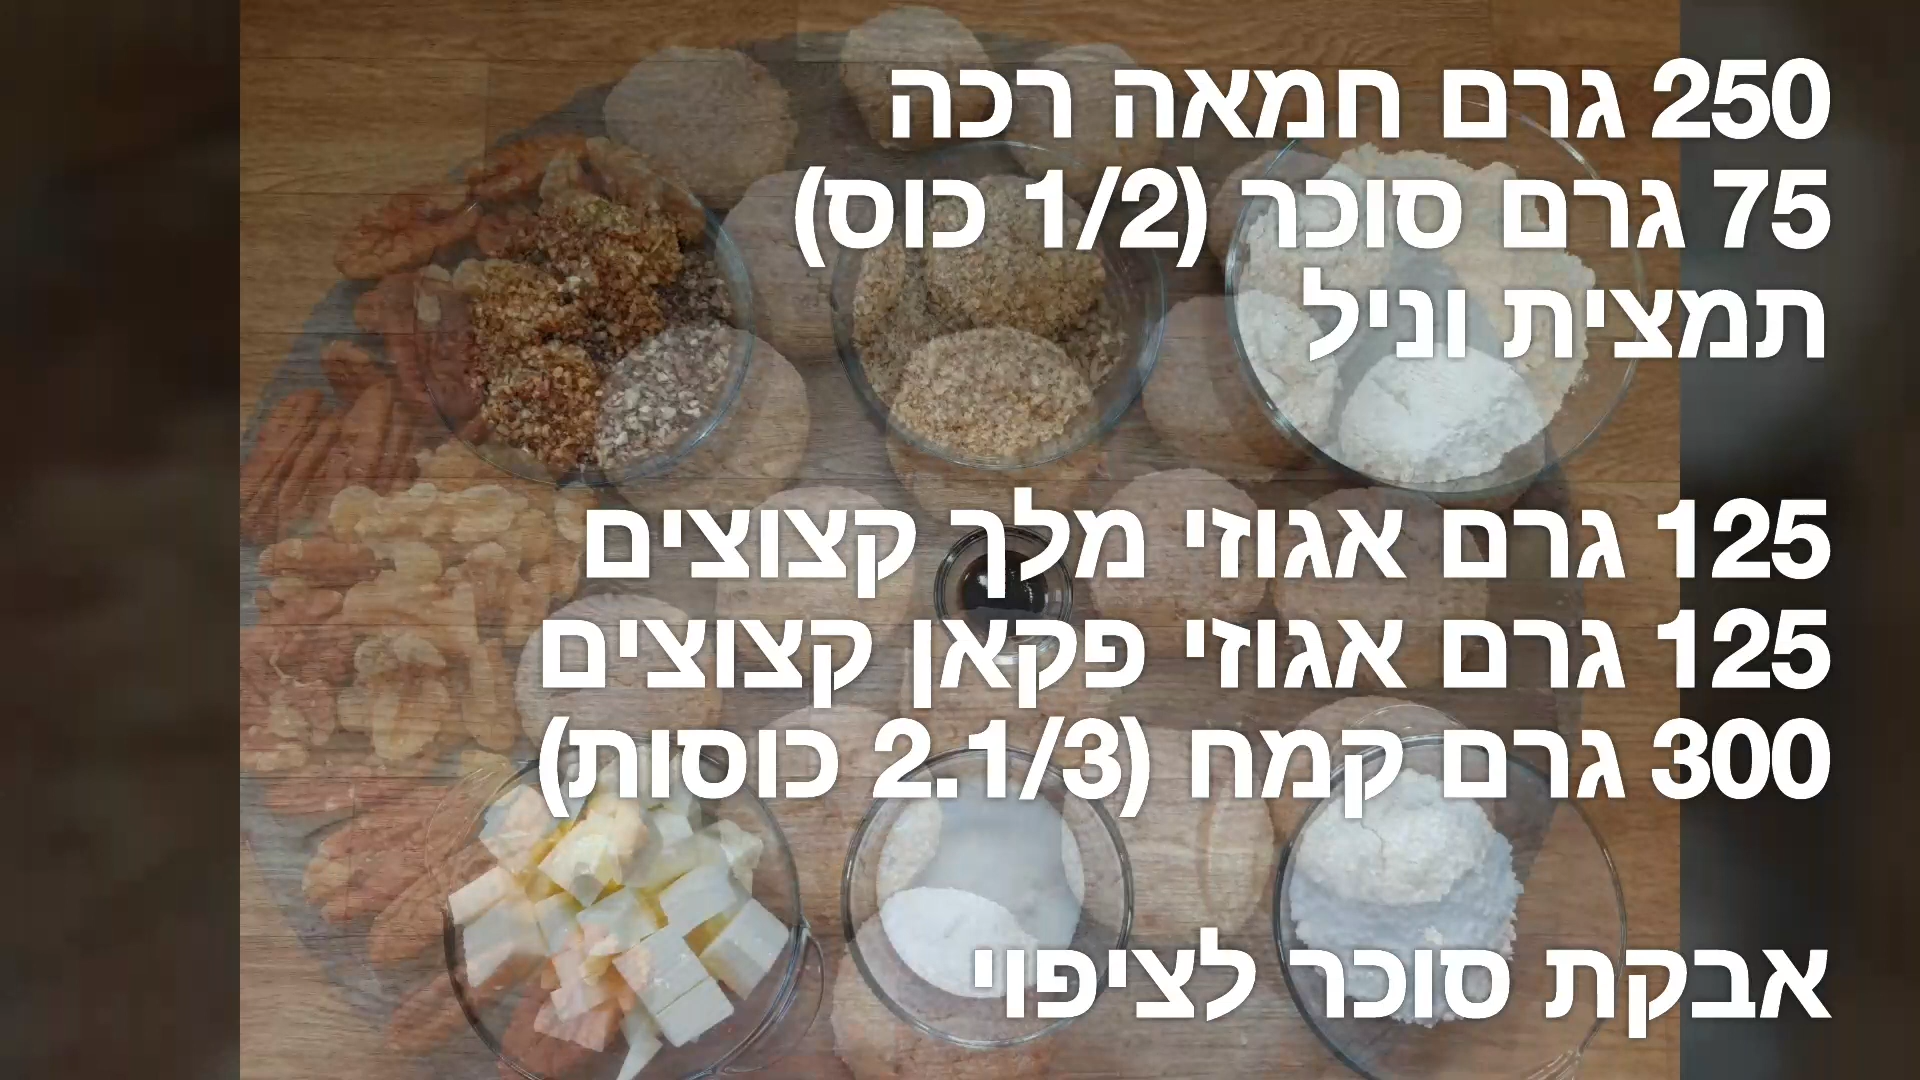 250 גרם חמאה רכה
75 גרם סוכר (1/2 כוס)
תמצית וניל
125 גרם אגוזי מלך קצוצים
125 גרם אגוזי פקאן קצוצים
300 גרם קמח (2.1/3 כוסות)
אבקת סוכר לציפוי